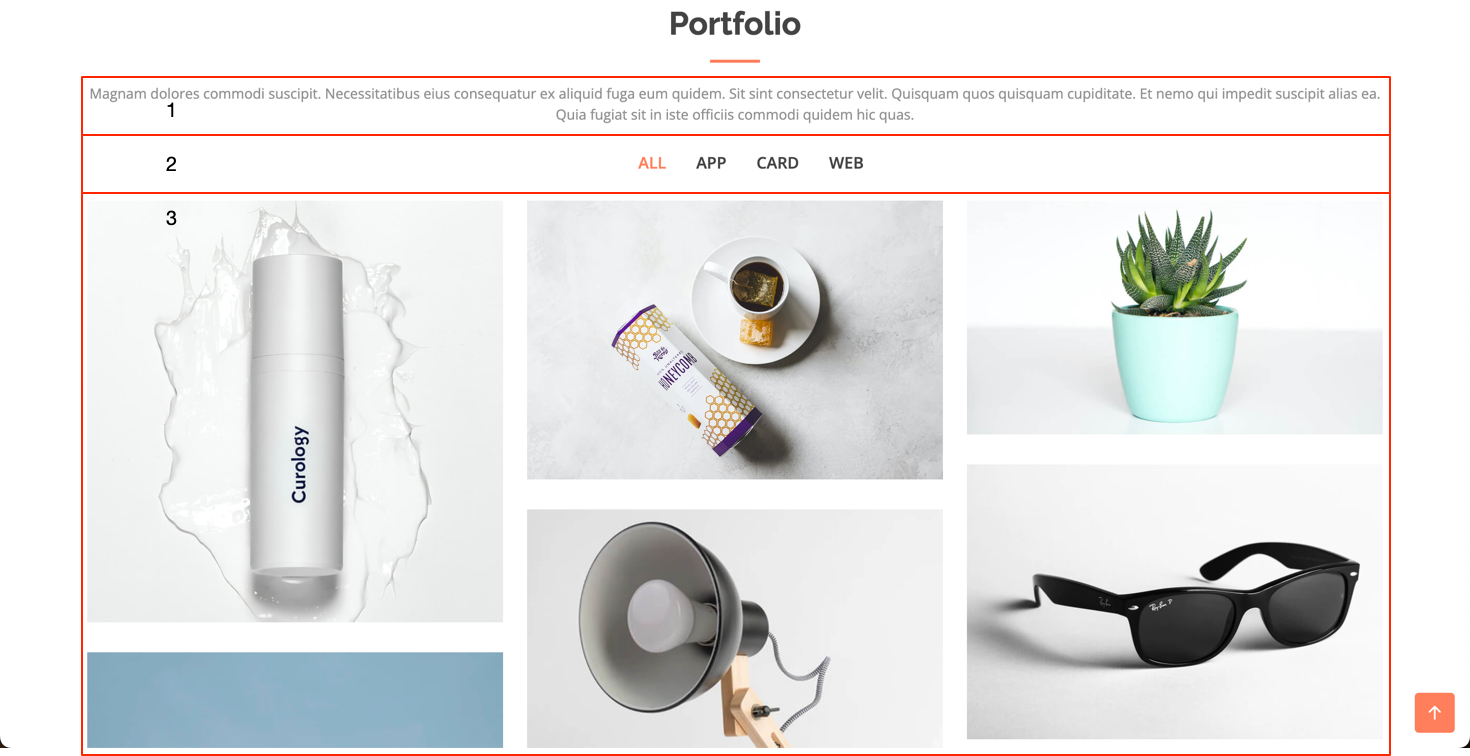 Portfolio
Magnam dolores commodi suscipit. Necessitatibus eius consequatur ex aliquid fuga eum quidem. Sit sint consectetur velit. Quisquam quos quisquam cupiditate. Et nemo qui impedit suscipit alias ea.
1
Quia fugiat sit in iste officiis commodi quidem hic quas.
2
ALL APP CARD WEB
3
Curology
HONEYCOMB
Ray-Ban P